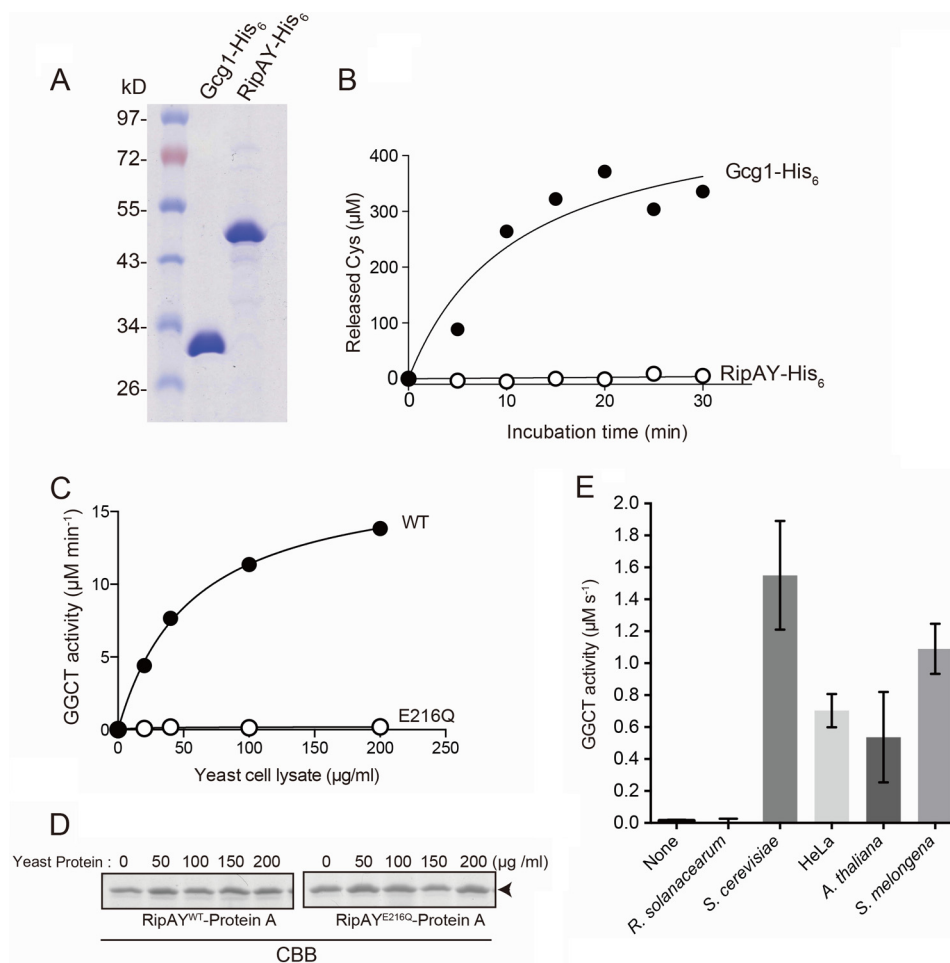 A
kD
Gcg1-His6
RipAY-His6
97-
72-
55-
43-
34-
26-
B
Released Cys (µM)
400
300
200
100
0
0
10
20
30
Incubation time (min)
Gcg1-His6
RipAY-His6
C
GGCT activity (µM min-1)
15
10
5
0
0
50
100
150
200
250
Yeast cell lysate (µg/ml)
WT
E216Q
D
Yeast Protein : 0 50 100 150 200 0 50 100 150 200 (µg /ml)
RipAYWT-Protein A
RipAYE216Q-Protein A
CBB
E
GGCT activity (µM s-1)
2.0
1.8
1.6
1.4
1.2
1.0
0.8
0.6
0.4
0.2
0.0
None
R. solanacearum
S. cerevisiae
HeLa
A. thaliana
S. melongena